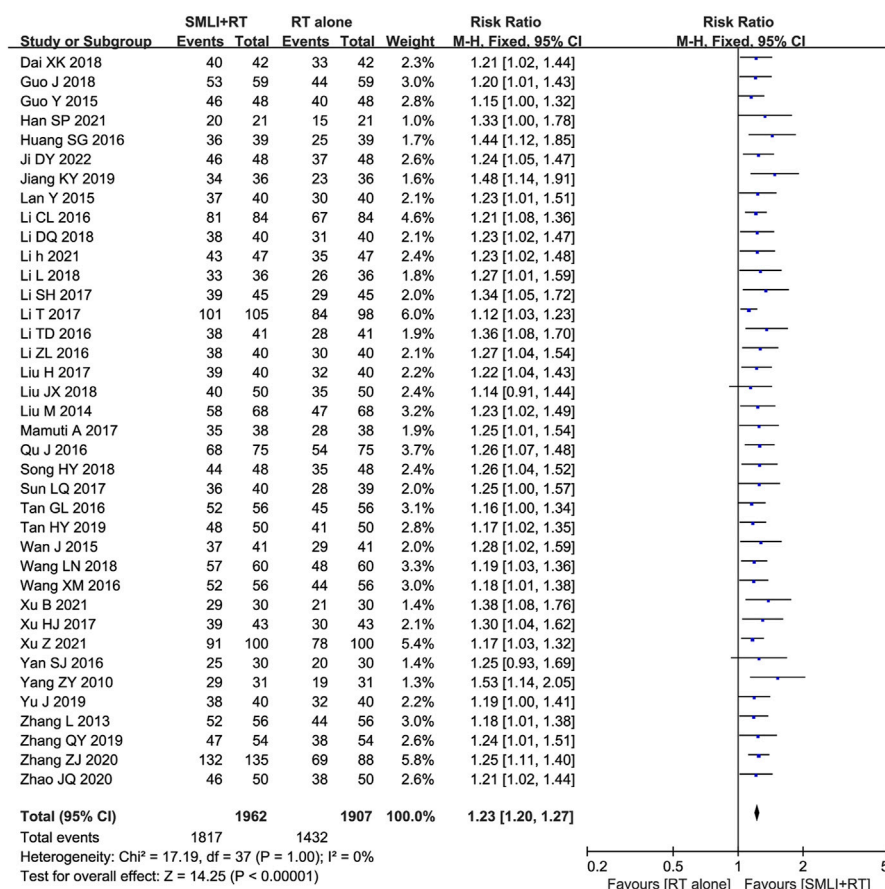 SMLI+RT RT alone Risk Ratio Risk Ratio
Study or Subgroup Events Total Events Total Weight M-H, Fixed, 95% CI M-H, Fixed, 95% CI
Dai XK 2018 40 42 33 42 2.3% 1.21 [1.02, 1.44]
Guo J 2018 53 59 44 59 3.0% 1.20 [1.01, 1.43]
Guo Y 2015 46 48 40 48 2.8% 1.15 [1.00, 1.32]
Han SP 2021 20 21 15 21 1.0% 1.33 [1.00, 1.78]
Huang SG 2016 36 39 25 39 1.7% 1.44 [1.12, 1.85]
Ji DY 2022 46 48 37 48 2.6% 1.24 [1.05, 1.47]
Jiang KY 2019 34 36 23 36 1.6% 1.48 [1.14, 1.91]
Lan Y 2015 37 40 30 40 2.1% 1.23 [1.01, 1.51]
Li CL 2016 81 84 67 84 4.6% 1.21 [1.08, 1.36]
Li DQ 2018 38 40 31 40 2.1% 1.23 [1.02, 1.47]
Li h 2021 43 47 35 47 2.4% 1.23 [1.02, 1.48]
Li L 2018 33 36 26 36 1.8% 1.27 [1.01, 1.59]
Li SH 2017 39 45 29 45 2.0% 1.34 [1.05, 1.72]
Li T 2017 101 105 84 98 6.0% 1.12 [1.03, 1.23]
Li TD 2016 38 41 28 41 1.9% 1.36 [1.08, 1.70]
Li ZL 2016 38 40 30 40 2.1% 1.27 [1.04, 1.54]
Liu H 2017 39 40 32 40 2.2% 1.22 [1.04, 1.43]
Liu JX 2018 40 50 35 50 2.4% 1.14 [0.91, 1.44]
Liu M 2014 58 68 47 68 3.2% 1.23 [1.02, 1.49]
Mamuti A 2017 35 38 28 38 1.9% 1.25 [1.01, 1.54]
Qu J 2016 68 75 54 75 3.7% 1.26 [1.07, 1.48]
Song HY 2018 44 48 35 48 2.4% 1.26 [1.04, 1.52]
Sun LQ 2017 36 40 28 39 2.0% 1.25 [1.00, 1.57]
Tan GL 2016 52 56 45 56 3.1% 1.16 [1.00, 1.34]
Tan HY 2019 48 50 41 50 2.8% 1.17 [1.02, 1.35]
Wan J 2015 37 41 29 41 2.0% 1.28 [1.02, 1.59]
Wang LN 2018 57 60 48 60 3.3% 1.19 [1.03, 1.36]
Wang XM 2016 52 56 44 56 3.0% 1.18 [1.01, 1.38]
Xu B 2021 29 30 21 30 1.4% 1.38 [1.08, 1.76]
Xu HJ 2017 39 43 30 43 2.1% 1.30 [1.04, 1.62]
Xu Z 2021 91 100 78 100 5.4% 1.17 [1.03, 1.32]
Yan SJ 2016 25 30 20 30 1.4% 1.25 [0.93, 1.69]
Yang ZY 2010 29 31 19 31 1.3% 1.53 [1.14, 2.05]
Yu J 2019 38 40 32 40 2.2% 1.19 [1.00, 1.41]
Zhang L 2013 52 56 44 56 3.0% 1.18 [1.01, 1.38]
Zhang QY 2019 47 54 38 54 2.6% 1.24 [1.01, 1.51]
Zhang ZJ 2020 132 135 69 88 5.8% 1.25 [1.11, 1.40]
Zhao JQ 2020 46 50 38 50 2.6% 1.21 [1.02, 1.44]
Total (95% CI) 1962 1907 100.0% 1.23 [1.20, 1.27]
Total events 1817 1432
Heterogeneity: Chi² = 17.19, df = 37 (P = 1.00); I² = 0%
Test for overall effect: Z = 14.25 (P < 0.00001)
0.2 0.5 1 2 5
Favours [RT alone] Favours [SMLI+RT]